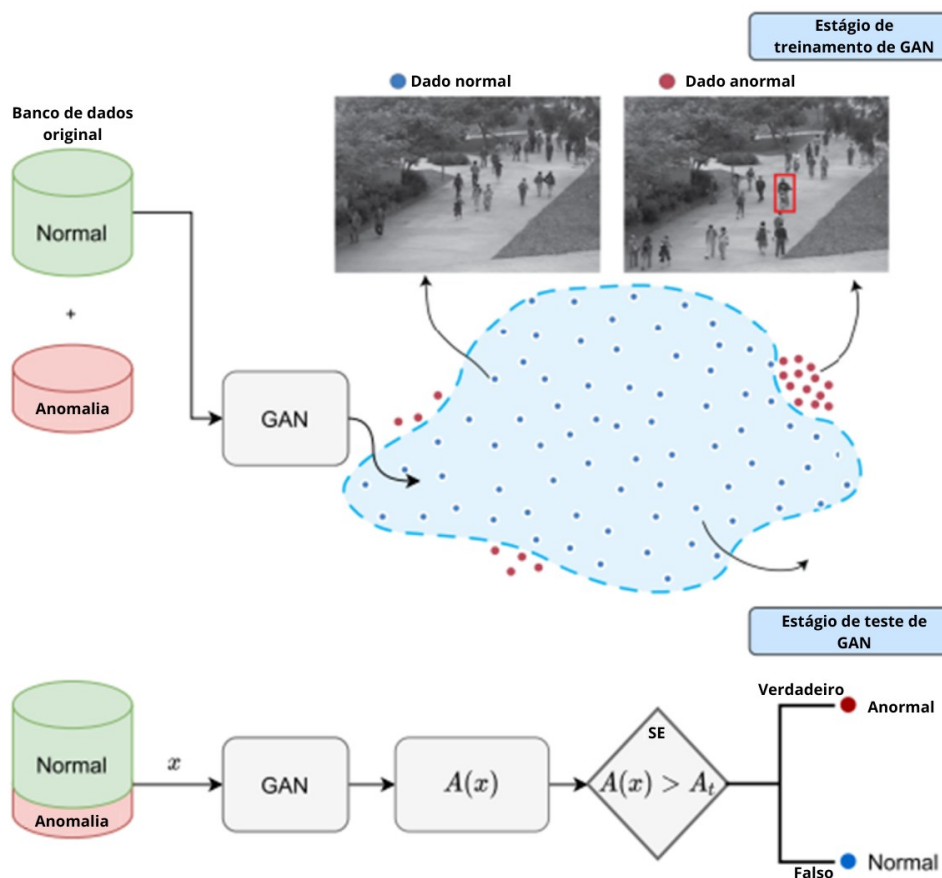 Estágio de
treinamento de GAN
Dado normal
Dado anormal
Banco de dados
original
Normal
+
Anomalia
GAN
Estágio de teste de
GAN
Normal
Anomalia
x
GAN
A(x)
SE
A(x) > Aₜ
Verdadeiro
Anormal
Falso
Normal